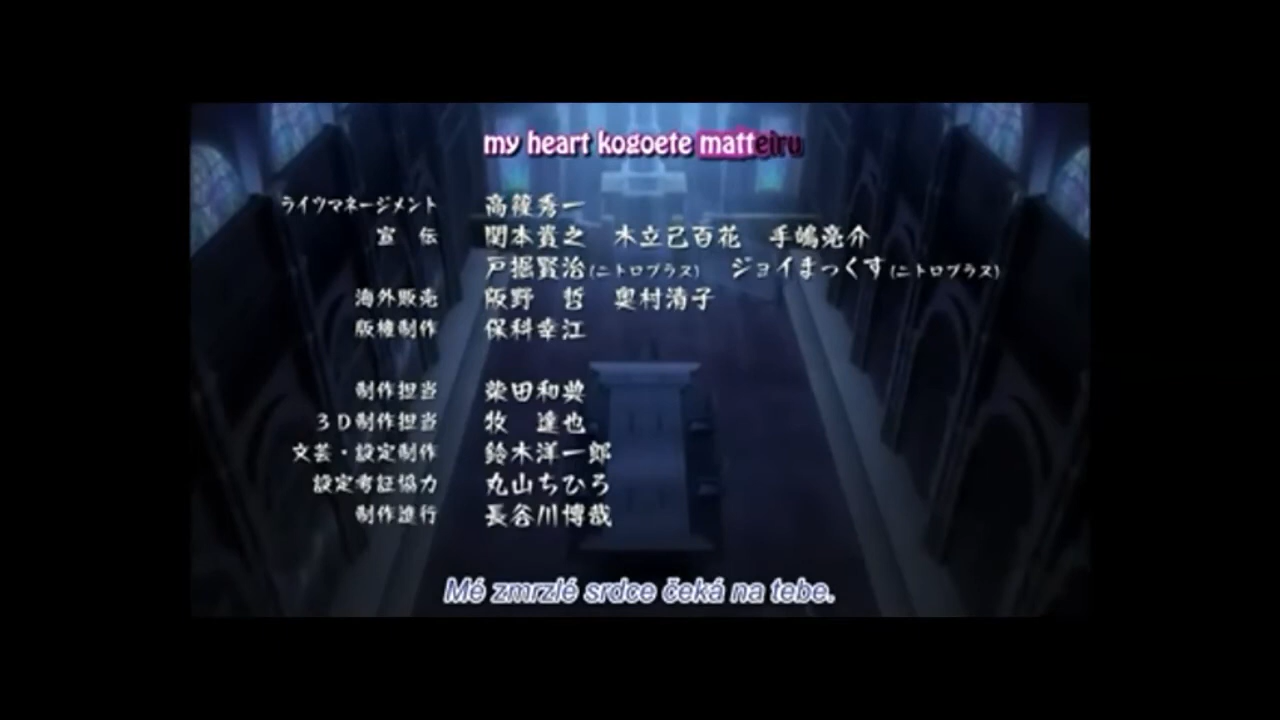 my heart kogoete matteiru
ライツマネージメント 高篠秀一
宣 伝 関本貴之 木立己百花 手嶋亮介
戸堀賢治(ニトロプラス) ジョイまっくす(ニトロプラス)
海外販売 阪野 哲 奥村清子
版権制作 保科幸江
制作担当 柴田和典
3D制作担当 牧 達也
文芸・設定制作 鈴木洋一郎
設定考証協力 丸山ちひろ
制作進行 長谷川博哉
Mé zmrzlé srdce čeká na tebe.